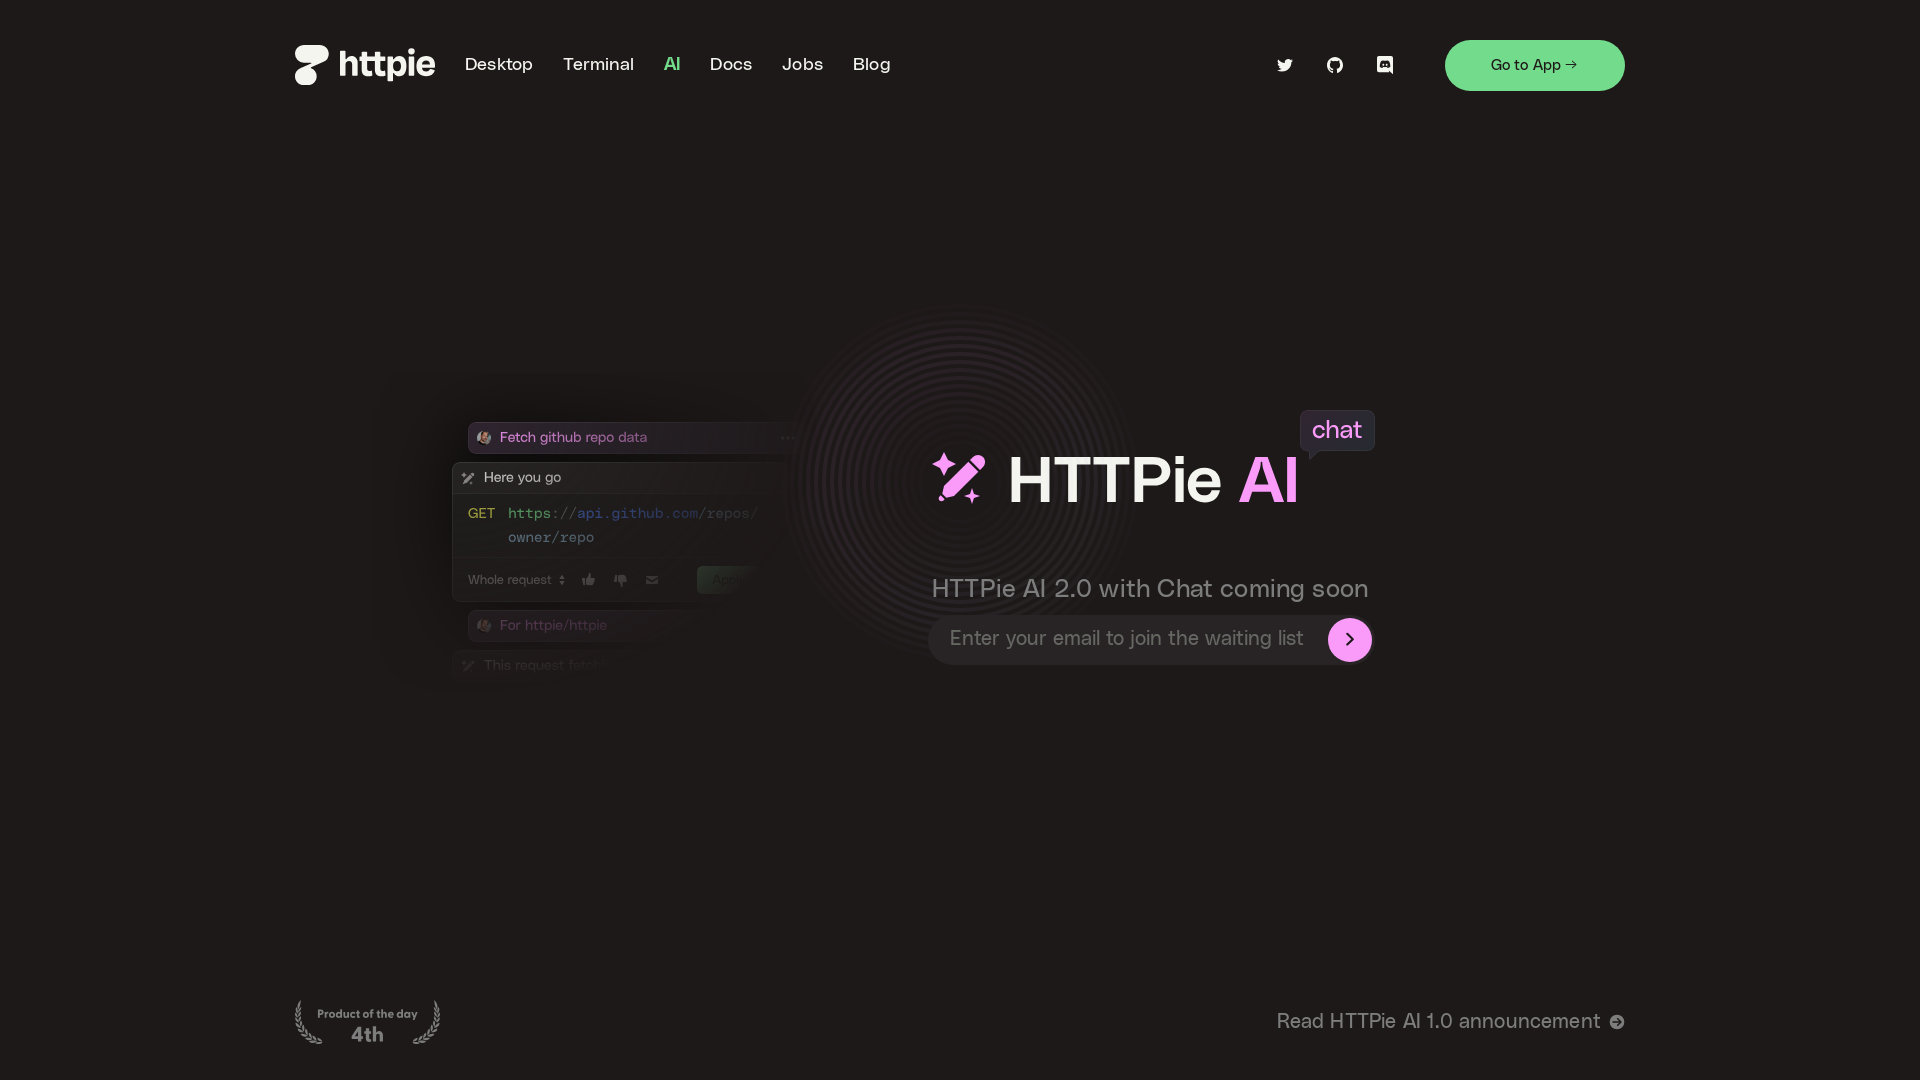 httpie
Desktop
Terminal
AI
Docs
Jobs
Blog
Go to App →
Fetch github repo data
Here you go
GET https://api.github.com/repos/
owner/repo
Whole request
For httpie/httpie
This request fetch
chat
HTTPie AI
HTTPie AI 2.0 with Chat coming soon
Enter your email to join the waiting list
Product of the day
4th
Read HTTPie AI 1.0 announcement